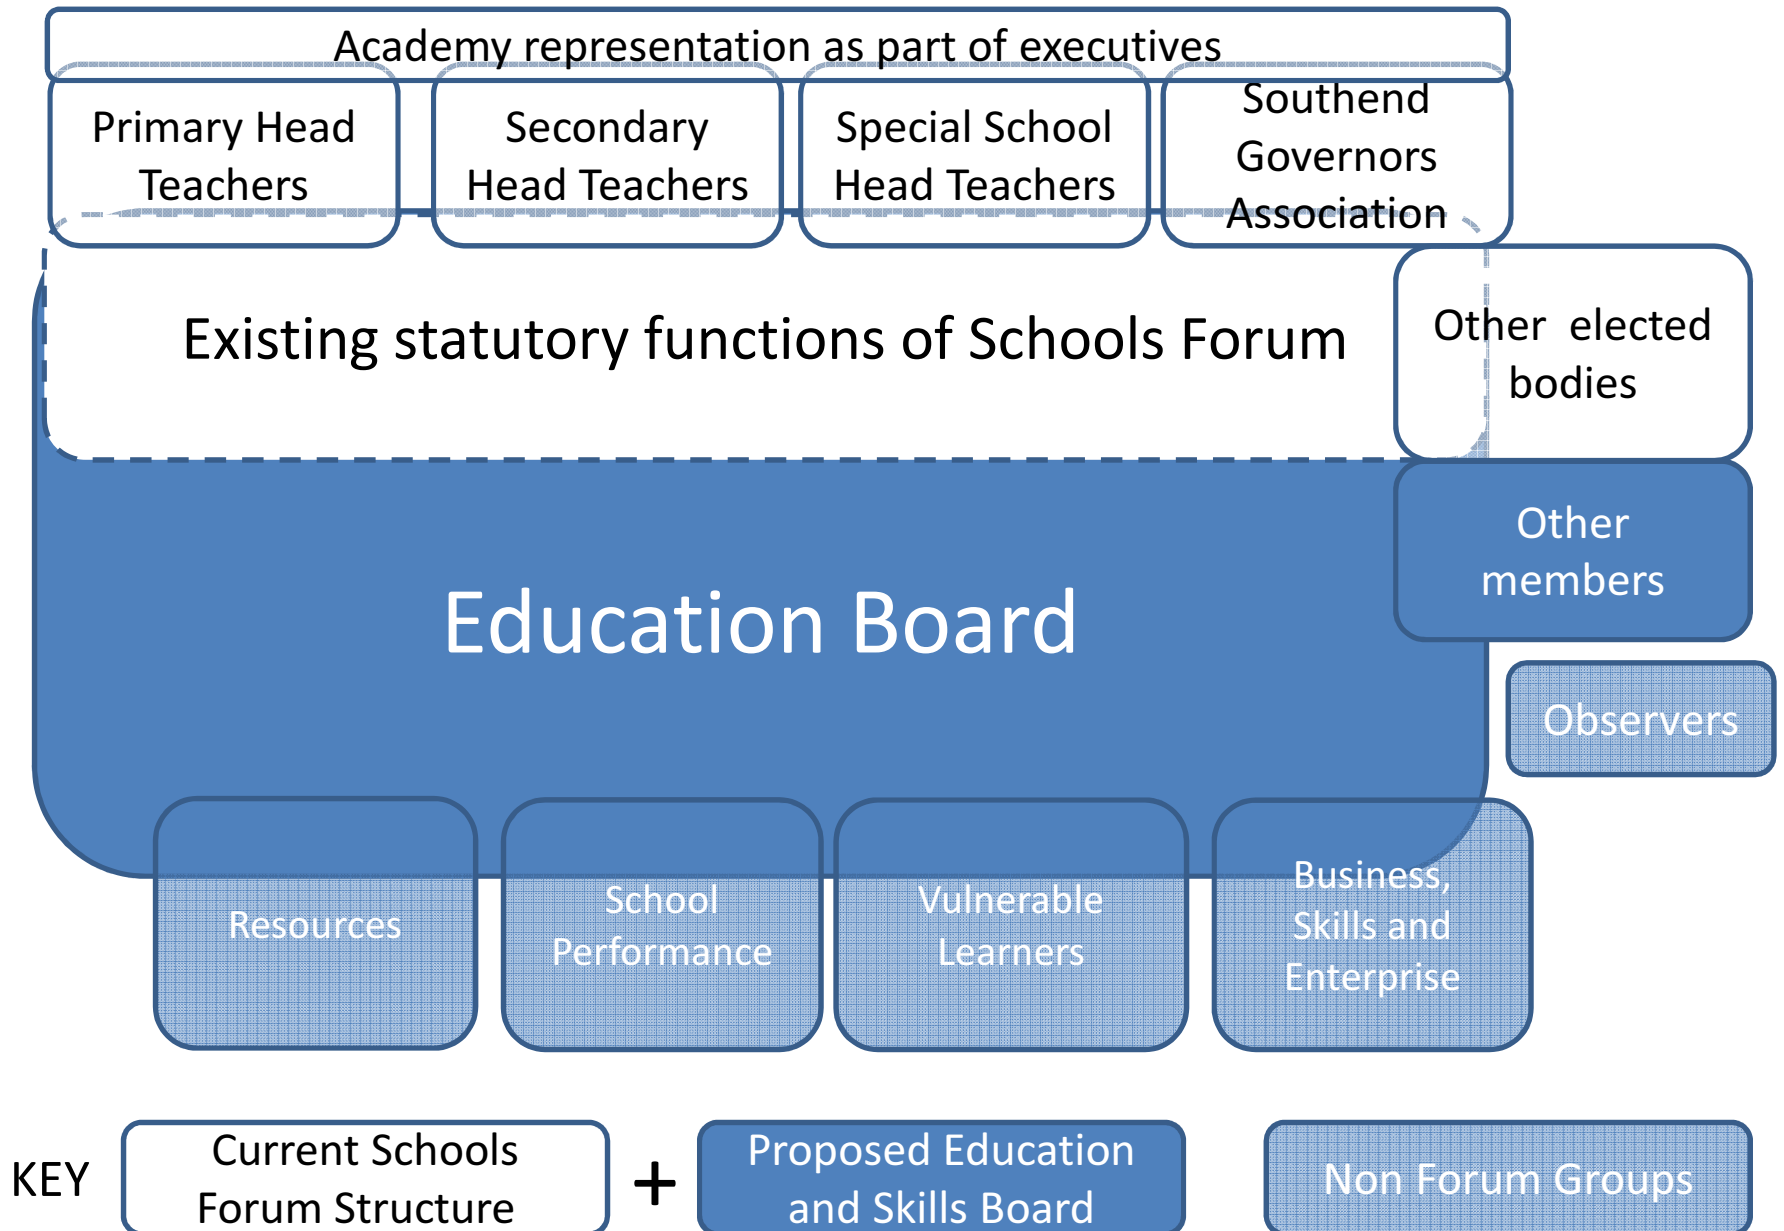 Academy representation as part of executives
Primary Head
Teachers
Secondary
Head Teachers
Special School
Head Teachers
Southend
Governors
Association
Existing statutory functions of Schools Forum
Other elected
bodies
Education Board
Other
members
Observers
Resources
School
Performance
Vulnerable
Learners
Business,
Skills and
Enterprise
KEY
Current Schools
Forum Structure
+
Proposed Education
and Skills Board
Non Forum Groups